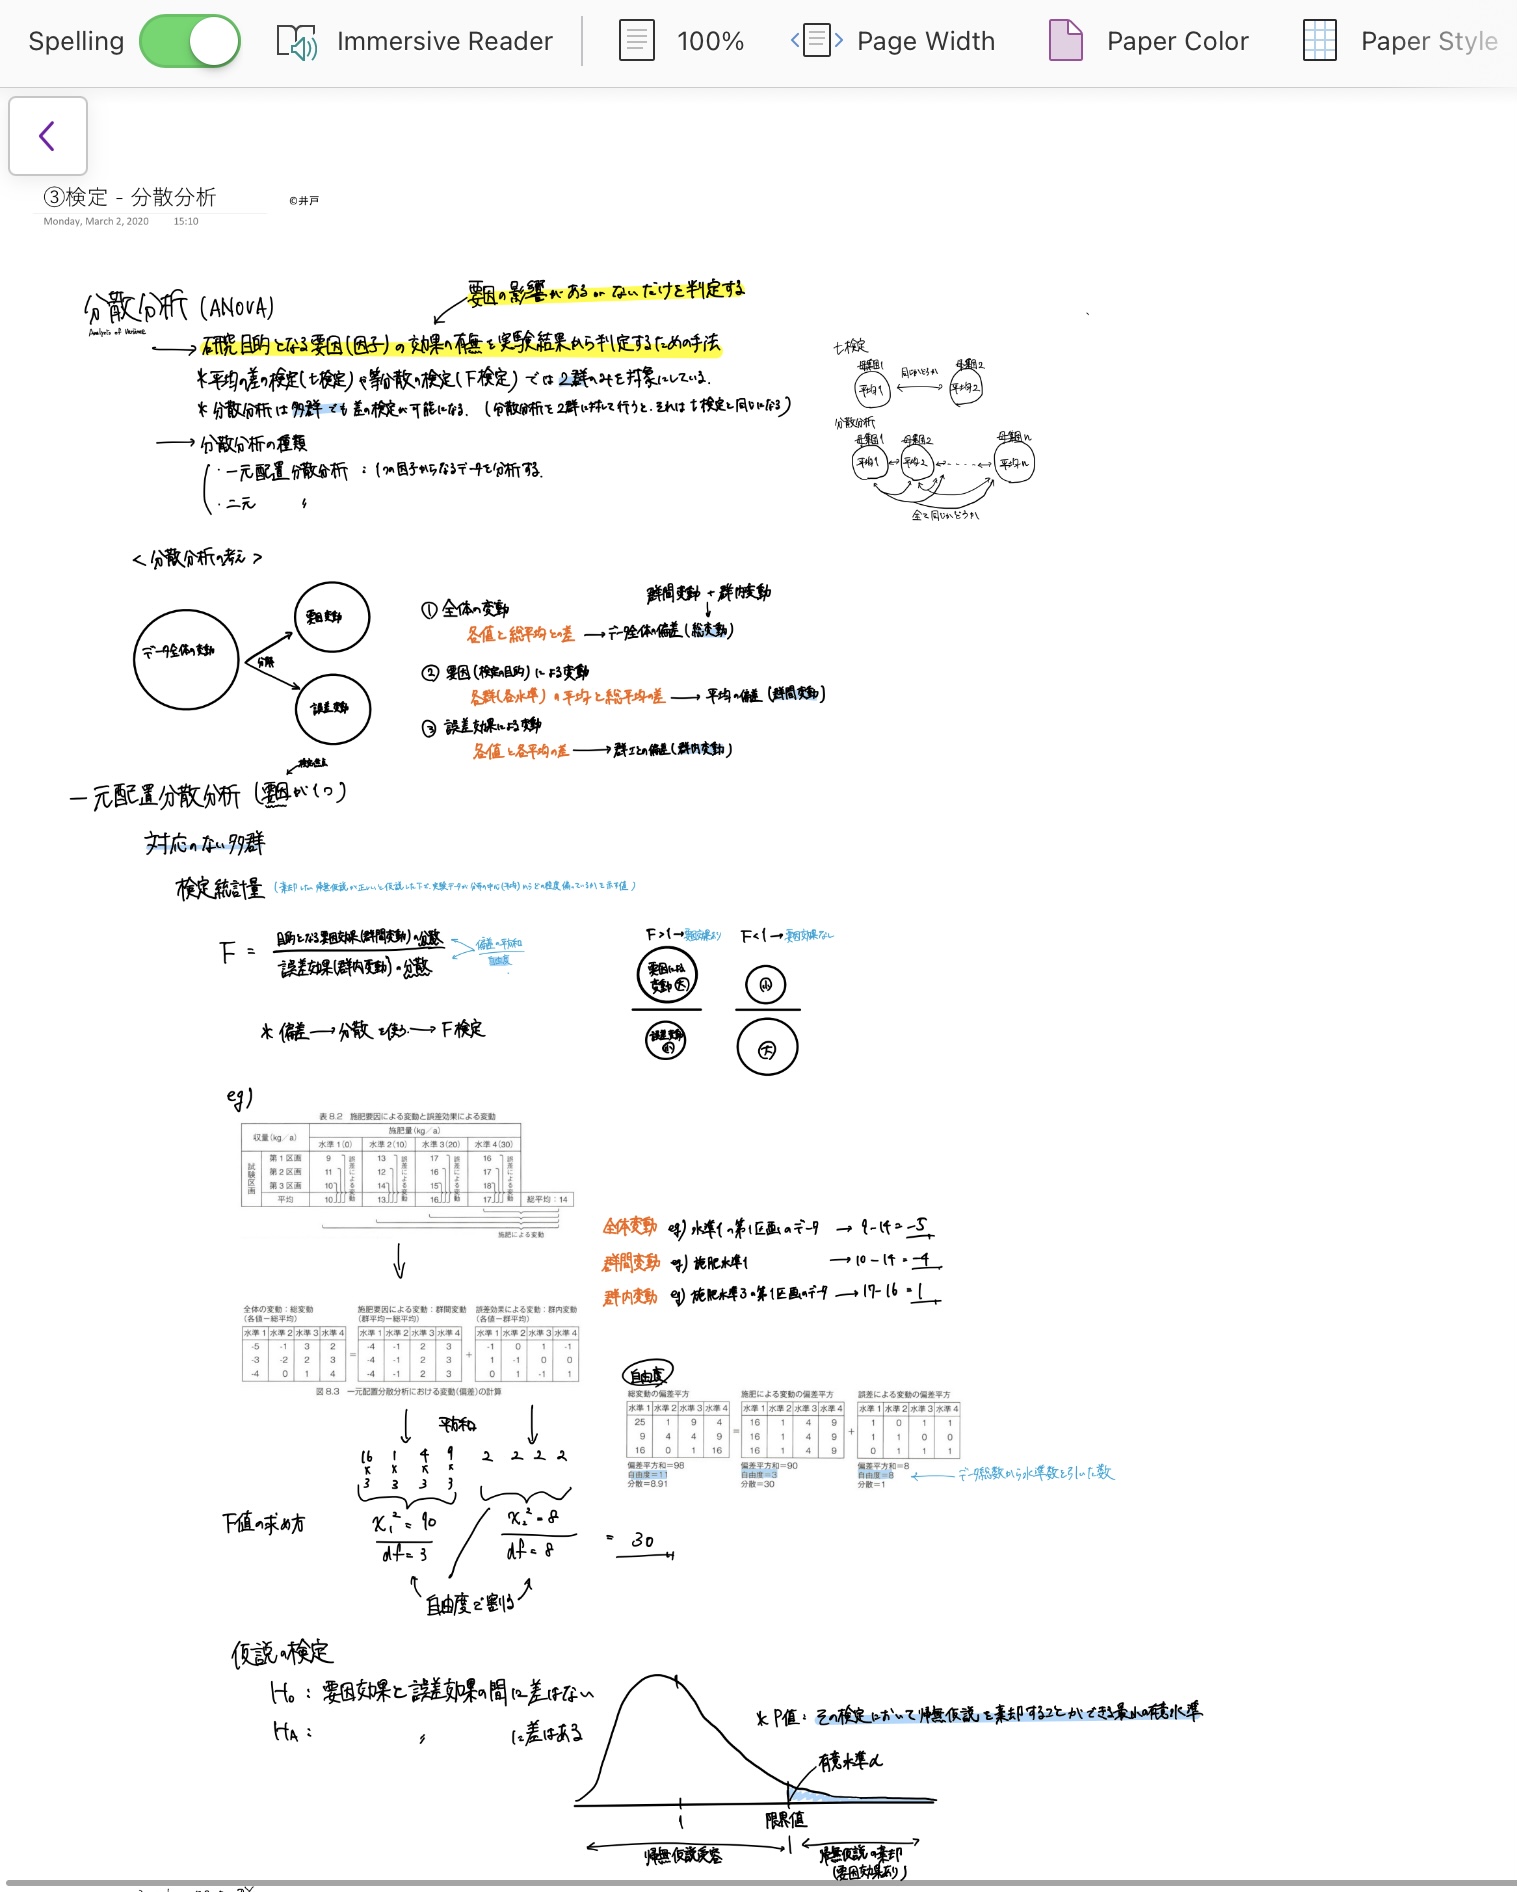 Spelling Immersive Reader 100% Page Width Paper Color Paper Style
③検定 - 分散分析 ©井戸
Monday, March 2, 2020 15:10
分散分析 (ANOVA)
Analysis of Variance
要因の影響がある or ないだけを判定する
→ 研究目的となる要因(因子)の効果の有無を実験結果から判定するための手法
* 平均の差の検定(t検定)や等分散の検定(F検定)では2群のみを対象にしている.
* 分散分析は多群でも差の検定が可能になる. (分散分析を2群に対して行うと、それはt検定と同じになる)
→ 分散分析の種類
・一元配置分散分析 : 1つの因子からなるデータを分析する.
・二元 〃
t検定
母集団1 母集団2
平均1 同じかどうか 平均2
分散分析
母集団1 母集団2 母集団n
平均1 平均2 平均n
全て同じかどうか
<分散分析の考え>
データ全体の変動
分解
要因変動
誤差変動
群間変動 + 群内変動
① 全体の変動
各値と総平均との差 → データ全体の偏差(総変動)
② 要因(検定の目的)による変動
各群(各水準)の平均と総平均の差 → 平均の偏差(群間変動)
③ 誤差効果による変動
各値と各平均の差 → 群ごとの偏差(群内変動)
一元配置分散分析 (要因が1つ)
対応のない多群
検定統計量 (棄却したい帰無仮説が正しいと仮説した下で、実験データが分布の中心(平均)からどの程度偏っているかを示す値)
F = 目的となる要因効果(群間変動)の分散
誤差効果(群内変動)の分散
偏差の平方和
自由度
F>1→要因効果あり F<1→要因効果なし
要因による変動 大 小
誤差変動 小 大
* 偏差 → 分散を使う → F検定
eg)
表 8.2 施肥要因による変動と誤差効果による変動
収量(kg/a) 施肥量(kg/a)
水準 1(0) 水準 2(10) 水準 3(20) 水準 4(30)
試験区画
第1区画 9 13 17 16
第2区画 11 12 16 17
第3区画 10 14 15 18
平均 10 13 16 17 総平均:14
誤差による変動 誤差による変動 誤差による変動 誤差による変動
施肥による変動
全体変動 eg) 水準1の第1区画のデータ → 9-14=-5
群間変動 eg) 施肥水準1 → 10-14=-4
群内変動 eg) 施肥水準3の第1区画のデータ → 17-16=1
全体の変動:総変動 施肥要因による変動:群間変動 誤差効果による変動:群内変動
(各値-総平均) (群平均-総平均) (各値-群平均)
水準1 水準2 水準3 水準4 水準1 水準2 水準3 水準4 水準1 水準2 水準3 水準4
-5 -1 3 2 -4 -1 2 3 -1 0 1 -1
-3 -2 2 3 = -4 -1 2 3 + 1 -1 0 0
-4 0 1 4 -4 -1 2 3 0 1 -1 1
図 8.3 一元配置分散分析における変動(偏差)の計算
自由度
総変動の偏差平方 施肥による変動の偏差平方 誤差による変動の偏差平方
水準1 水準2 水準3 水準4 水準1 水準2 水準3 水準4 水準1 水準2 水準3 水準4
25 1 9 4 16 1 4 9 1 0 1 1
9 4 4 9 = 16 1 4 9 + 1 1 0 0
16 0 1 16 16 1 4 9 0 1 1 1
偏差平方和=98 偏差平方和=90 偏差平方和=8
自由度=11 自由度=3 自由度=8
分散=8.91 分散=30 分散=1
← データ総数から水準数を引いた数
平方和
16 1 4 9 2 2 2 2
× × × ×
3 3 3 3
F値の求め方
χ₁² = 90 χ₂² = 8
df = 3 df = 8
= 30
自由度で割る
仮説の検定
H₀ : 要因効果と誤差効果の間に差はない
H_A : 〃 に差はある
* P値 : その検定において帰無仮説を棄却することができる最小の有意水準
有意水準α
1 限界値
帰無仮説受容 帰無仮説の棄却
(要因効果あり)